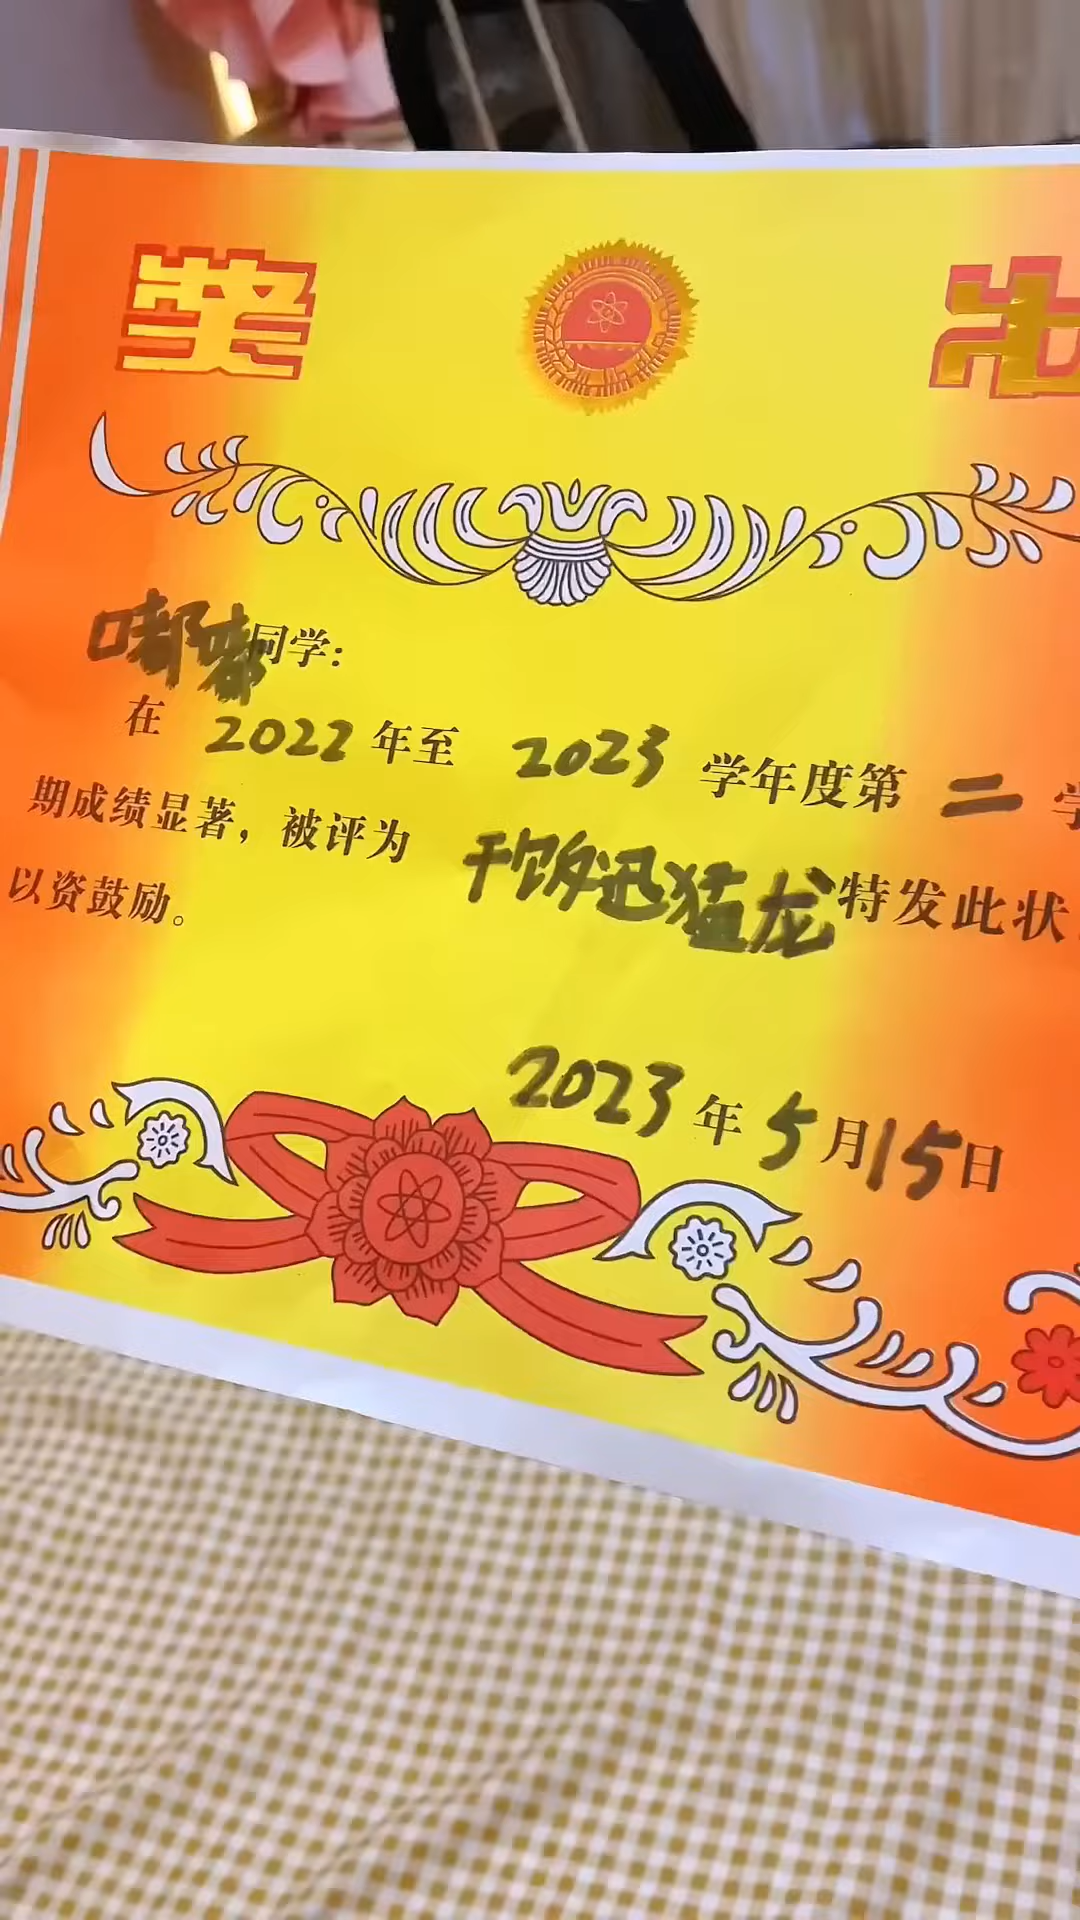 奖 状
嘟嘟同学:
在 2022 年至 2023 学年度第 二 学
期成绩显著，被评为 干饭迅猛龙 特发此状
以资鼓励。
2023 年 5 月 15 日